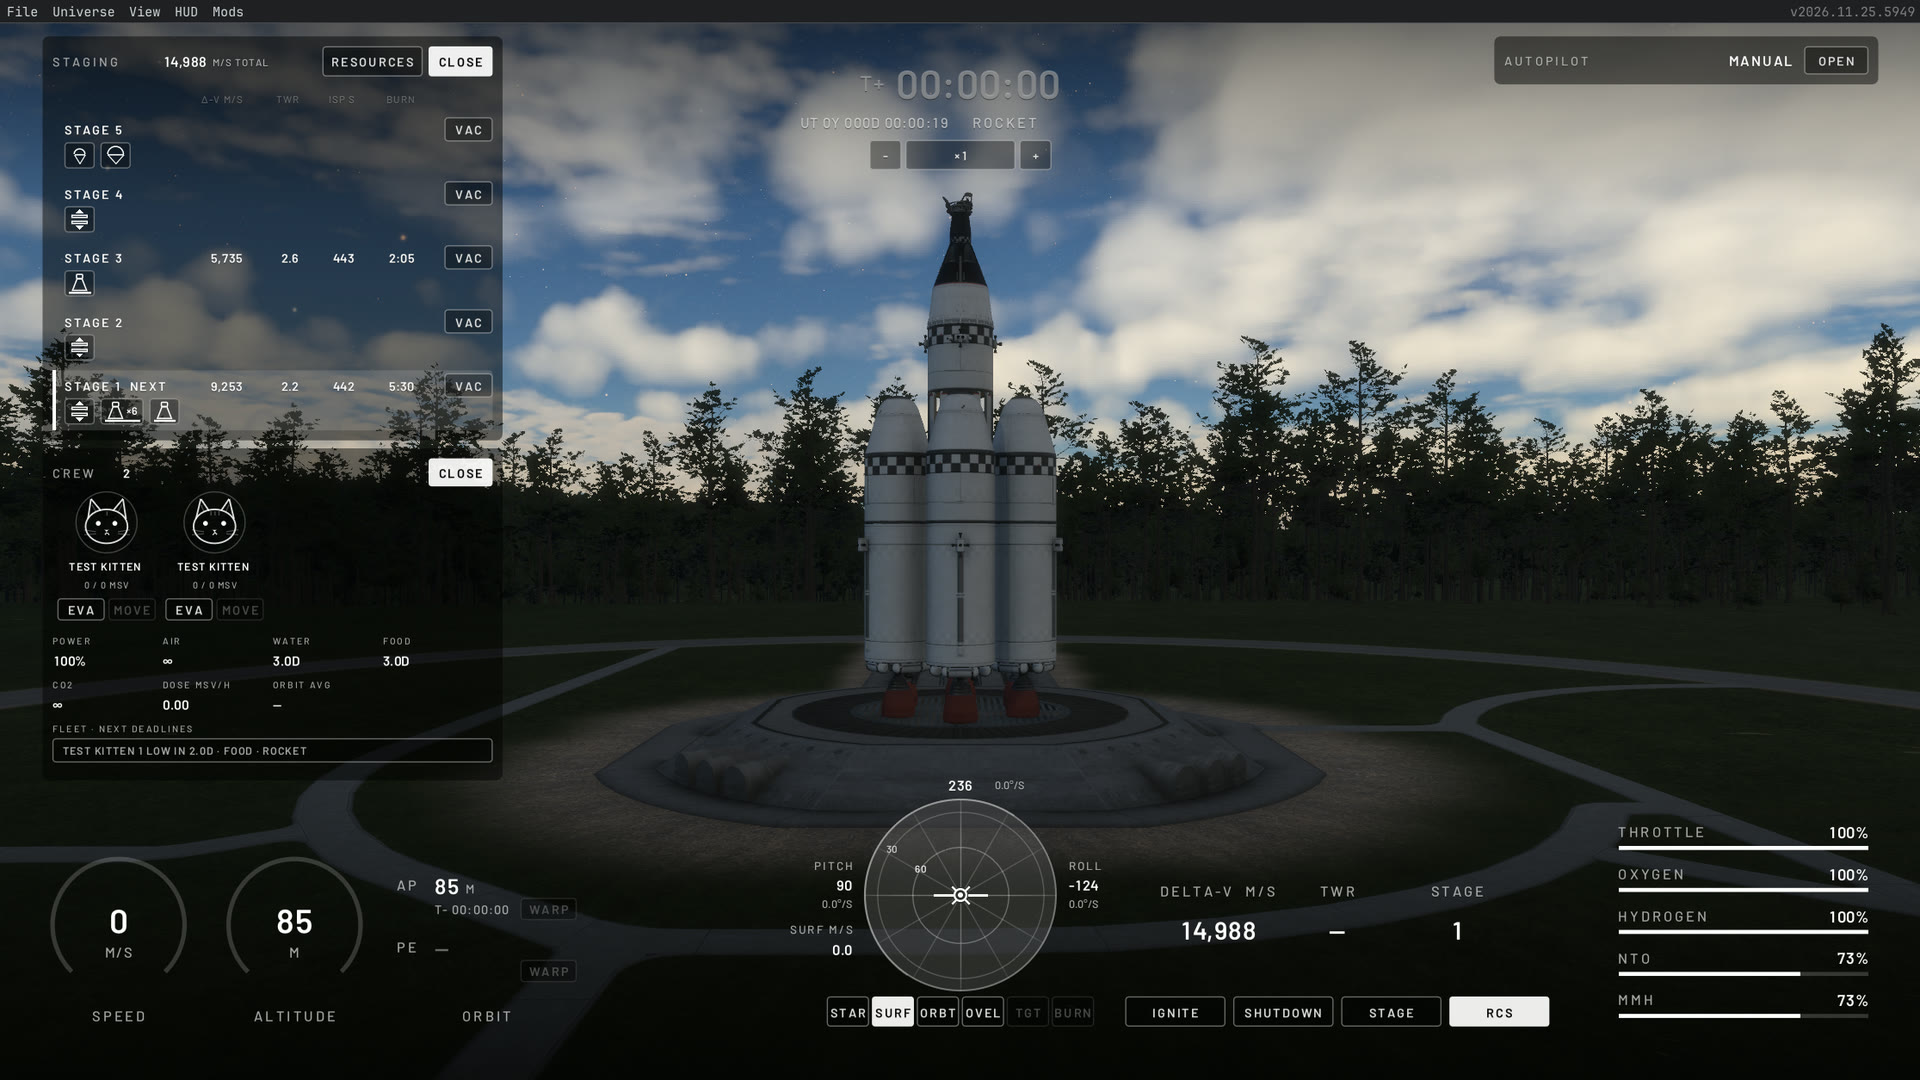 File Universe View HUD Mods
v2026.11.25.5949
STAGING 14,988 M/S TOTAL RESOURCES CLOSE
Δ-V M/S TWR ISP S BURN
STAGE 5 VAC
STAGE 4 VAC
STAGE 3 5,735 2.6 443 2:05 VAC
STAGE 2 VAC
STAGE 1 NEXT 9,253 2.2 442 5:30 VAC
×6
CREW 2 CLOSE
TEST KITTEN TEST KITTEN
0 / 0 MSV 0 / 0 MSV
EVA MOVE EVA MOVE
POWER AIR WATER FOOD
100% ∞ 3.0D 3.0D
CO2 DOSE MSV/H ORBIT AVG
∞ 0.00 —
FLEET · NEXT DEADLINES
TEST KITTEN 1 LOW IN 2.0D · FOOD · ROCKET
T+ 00:00:00
UT 0Y 000D 00:00:19 ROCKET
- ×1 +
AUTOPILOT MANUAL OPEN
0
M/S
SPEED
85
M
ALTITUDE
AP 85 M
T- 00:00:00 WARP
PE —
WARP
ORBIT
236 0.0°/S
30
60
PITCH
90
0.0°/S
SURF M/S
0.0
ROLL
-124
0.0°/S
STAR SURF ORBT OVEL TGT BURN
DELTA-V M/S TWR STAGE
14,988 — 1
IGNITE SHUTDOWN STAGE RCS
THROTTLE 100%
OXYGEN 100%
HYDROGEN 100%
NTO 73%
MMH 73%